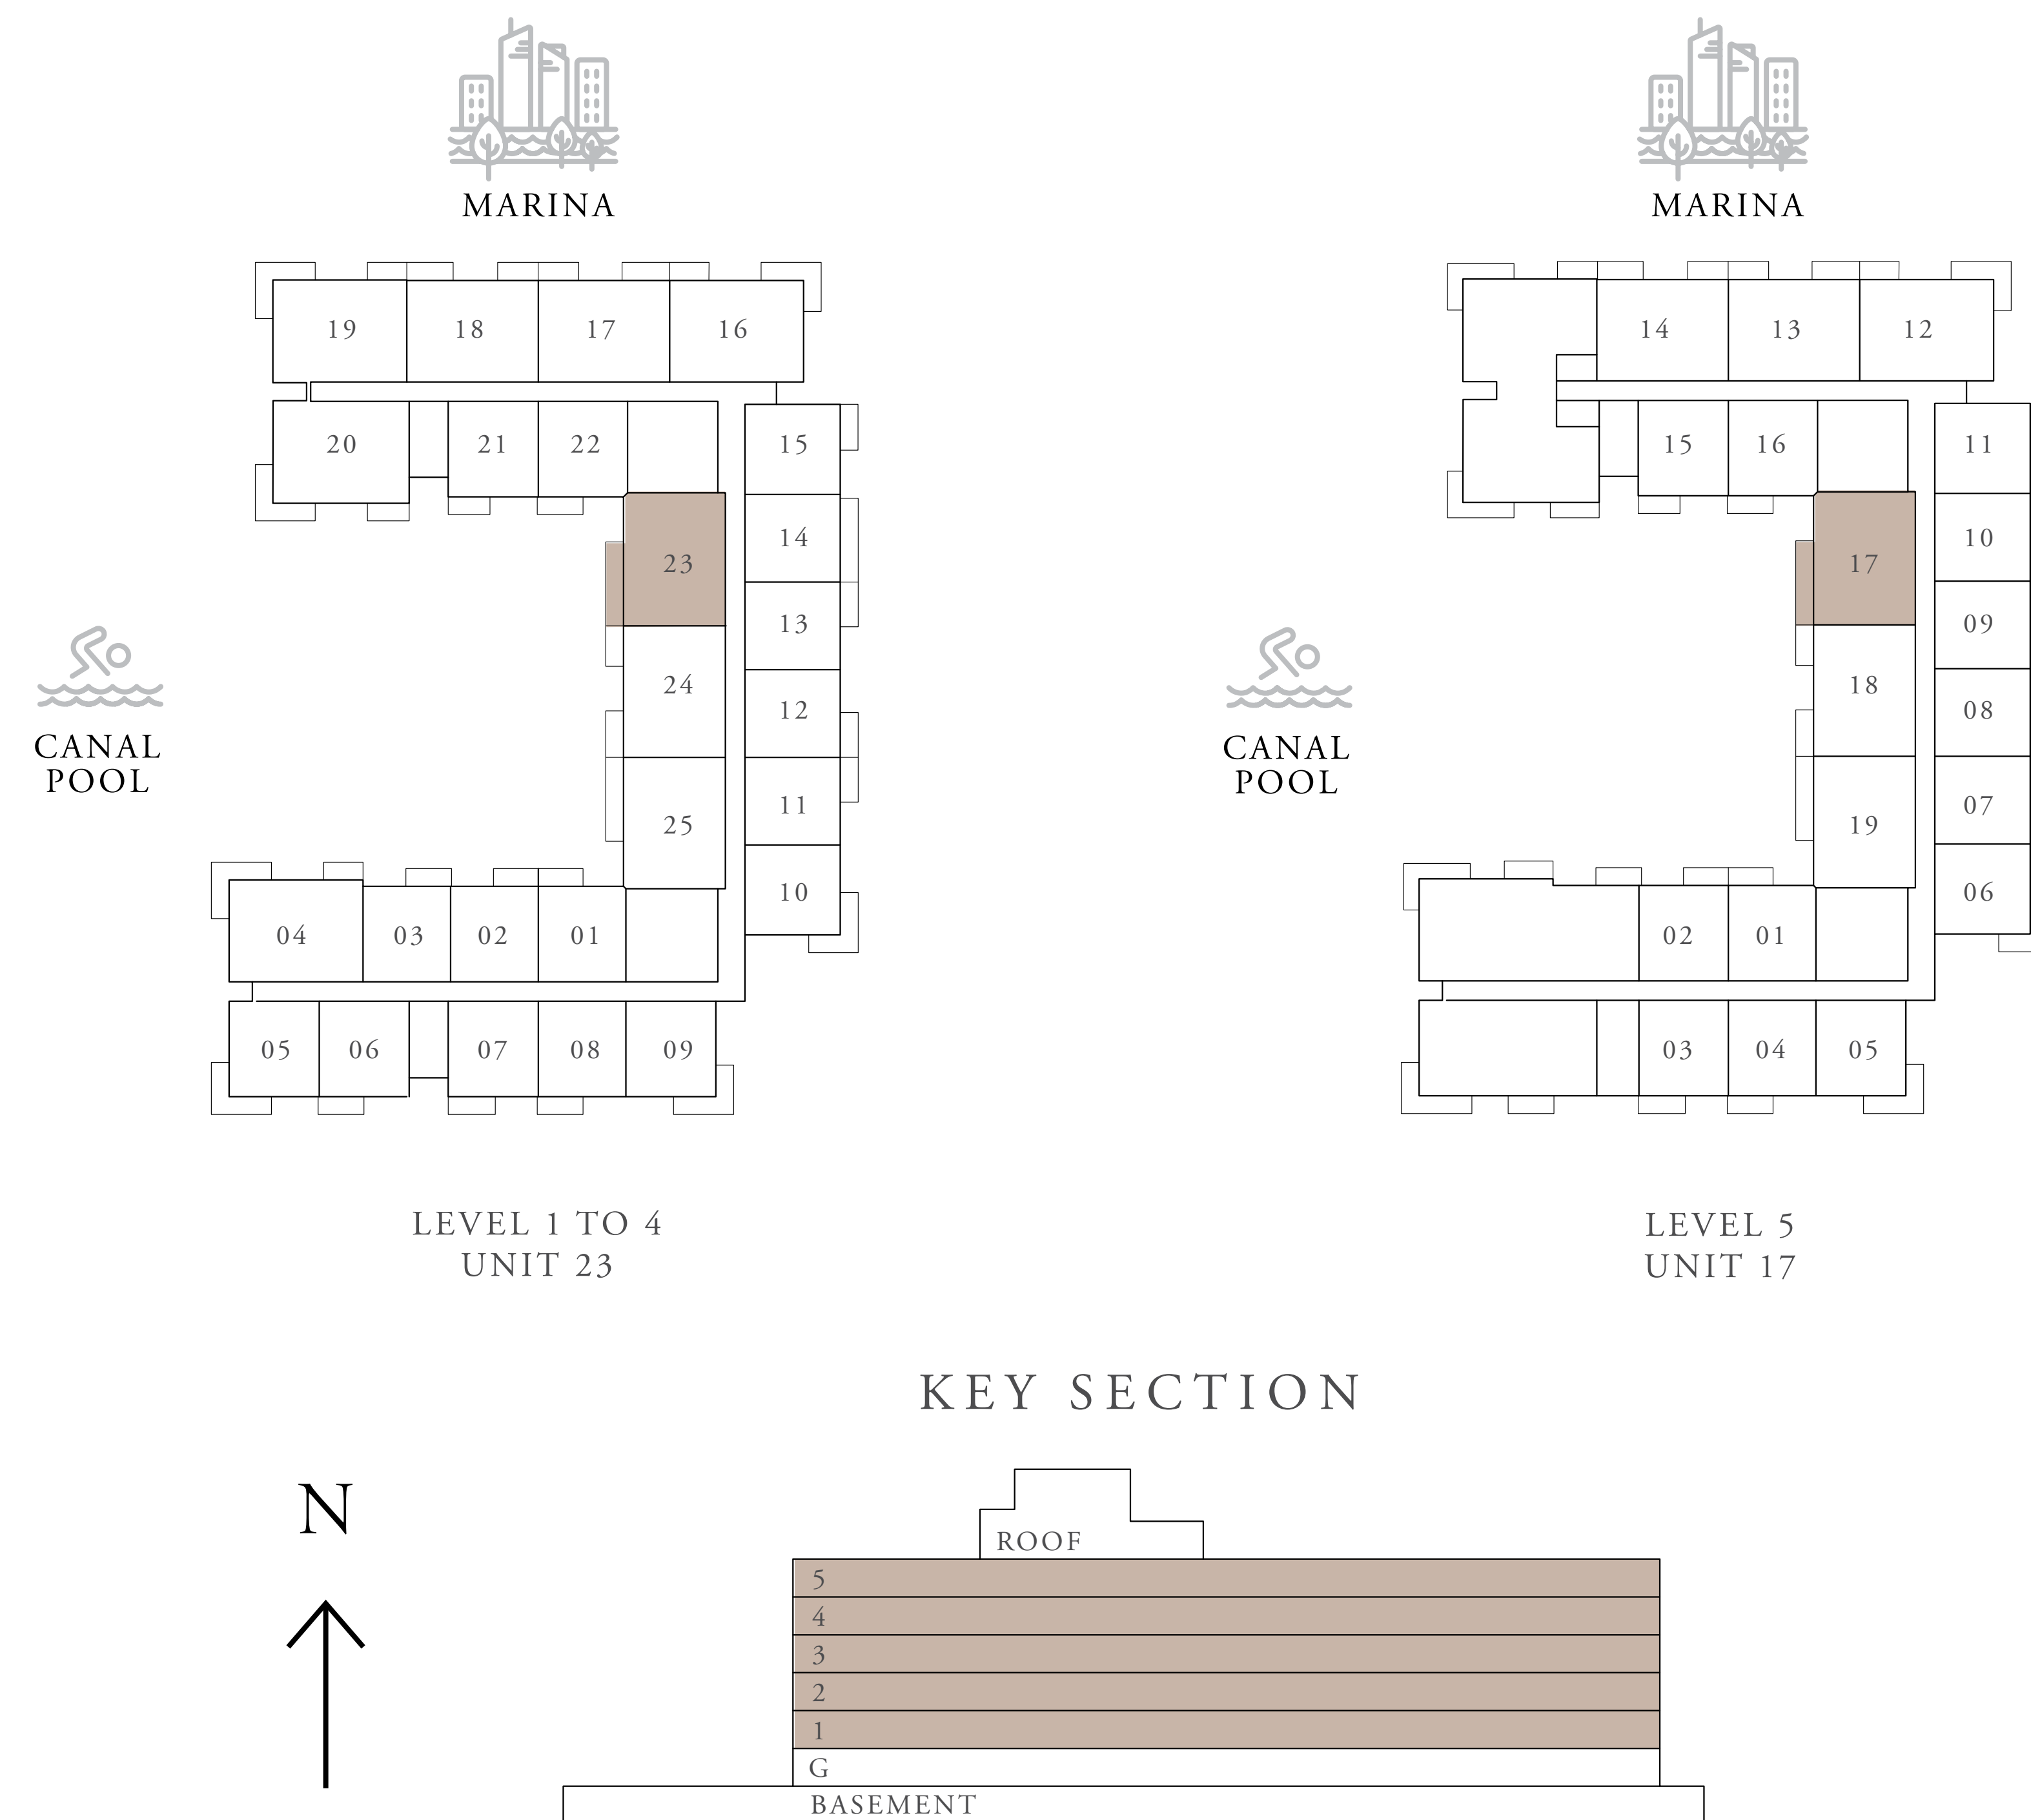 MARINA
19 18 17 16
20 21 22 15
14
23
13
24 12
CANAL
POOL
11
25
10
04 03 02 01
05 06 07 08 09
LEVEL 1 TO 4
UNIT 23
MARINA
14 13 12
15 16 11
10
17
09
18 08
CANAL
POOL
07
19
06
02 01
03 04 05
LEVEL 5
UNIT 17
KEY SECTION
N
ROOF
5
4
3
2
1
G
BASEMENT